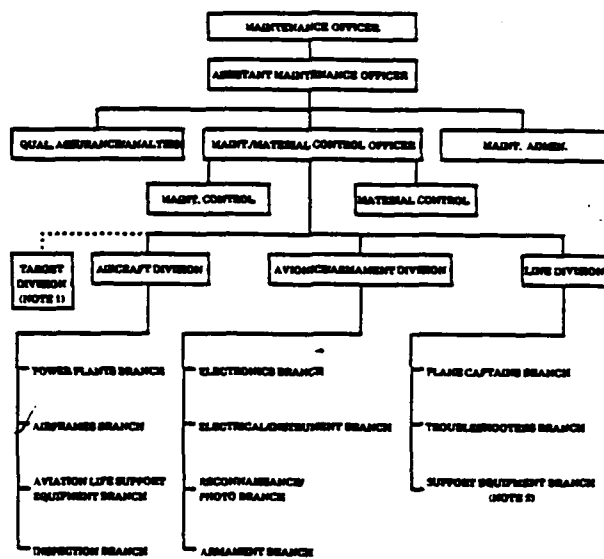 MAINTENANCE OFFICER
ASSISTANT MAINTENANCE OFFICER
QUAL. ASSURANCE/ANALYSIS
MAINT./MATERIAL CONTROL OFFICER
MAINT. ADMIN.
MAINT. CONTROL
MATERIAL CONTROL
TARGET
DIVISION
(NOTE 1)
AIRCRAFT DIVISION
AVIONICS/ARMAMENT DIVISION
LINE DIVISION
POWER PLANTS BRANCH
AIRFRAMES BRANCH
AVIATION LIFE SUPPORT
EQUIPMENT BRANCH
INSPECTION BRANCH
ELECTRONICS BRANCH
ELECTRICAL/INSTRUMENT BRANCH
RECONNAISSANCE/
PHOTO BRANCH
ARMAMENT BRANCH
PLANE CAPTAINS BRANCH
TROUBLESHOOTERS BRANCH
SUPPORT EQUIPMENT BRANCH
(NOTE 2)